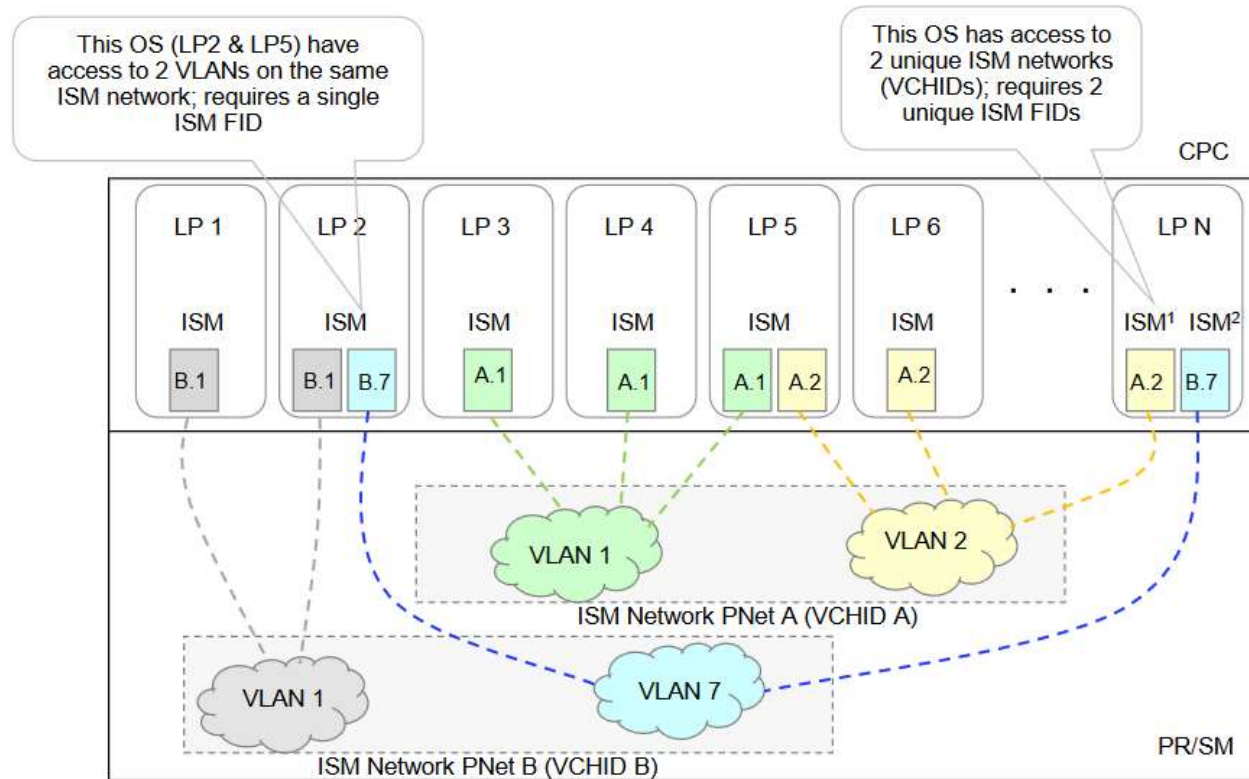 This OS (LP2 & LP5) have
access to 2 VLANs on the same
ISM network; requires a single
ISM FID
This OS has access to
2 unique ISM networks
(VCHIDs); requires 2
unique ISM FIDs
CPC
LP 1
LP 2
LP 3
LP 4
LP 5
LP 6
. . .
LP N
ISM
ISM
ISM
ISM
ISM
ISM
ISM¹
ISM²
B.1
B.1
B.7
A.1
A.1
A.1
A.2
A.2
A.2
B.7
VLAN 1
VLAN 2
ISM Network PNet A (VCHID A)
VLAN 1
VLAN 7
ISM Network PNet B (VCHID B)
PR/SM